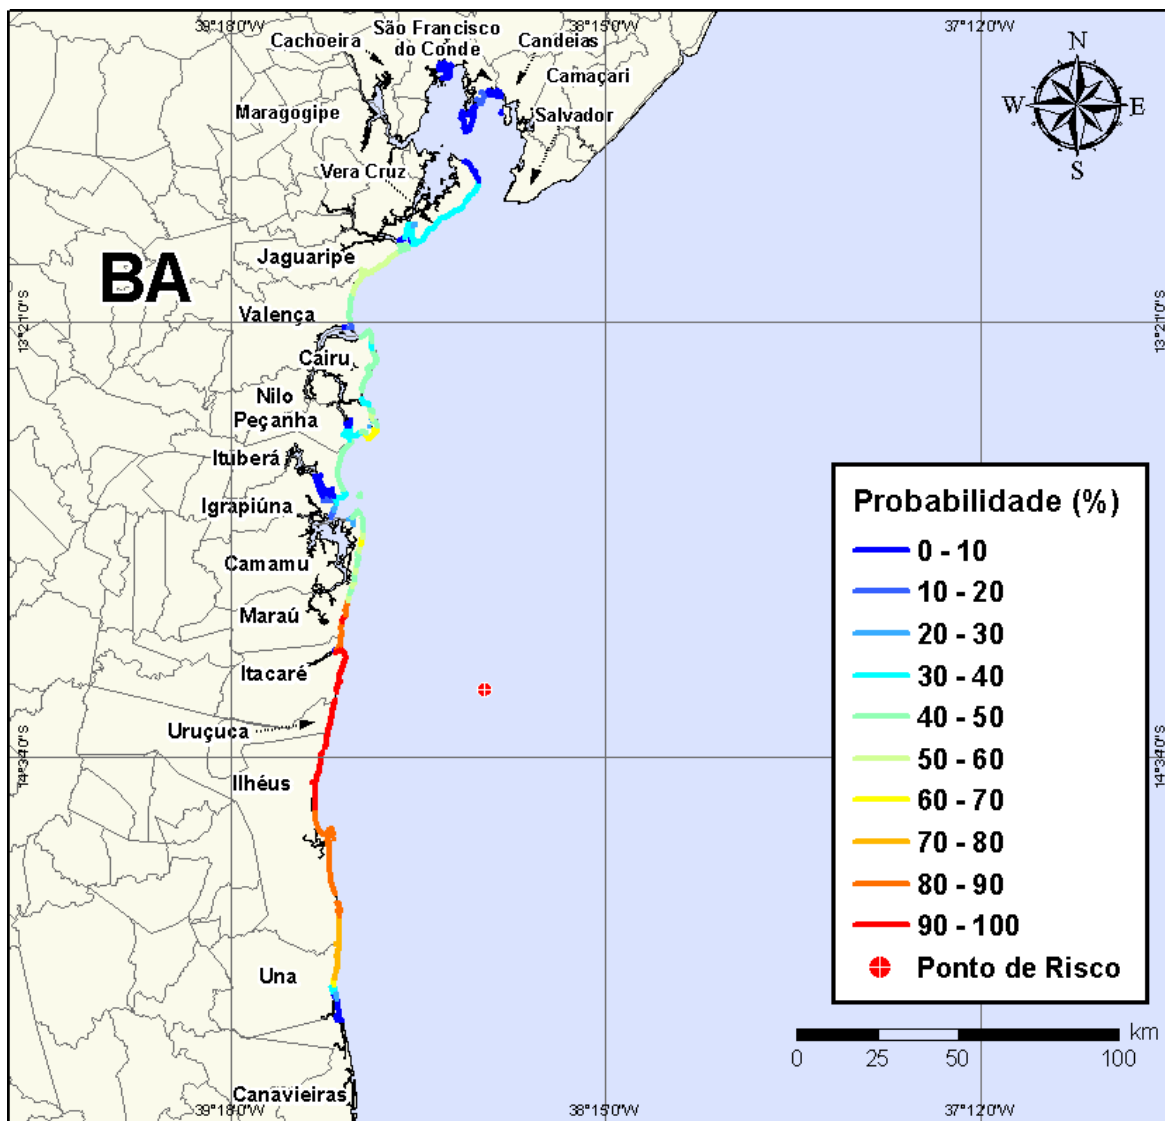 39°18'0"W
38°15'0"W
37°12'0"W
São Francisco
do Conde
Cachoeira
Candeias
Camaçari
Maragogipe
Salvador
Vera Cruz
N
W
E
S
Jaguaripe
BA
Valença
13°21'0"S
13°21'0"S
Cairu
Nilo
Peçanha
Ituberá
Igrapiúna
Camamu
Maraú
Itacaré
Uruçuca
14°34'0"S
14°34'0"S
Ilhéus
Una
Canavieiras
Probabilidade (%)
0 - 10
10 - 20
20 - 30
30 - 40
40 - 50
50 - 60
60 - 70
70 - 80
80 - 90
90 - 100
Ponto de Risco
km
0 25 50 100
39°18'0"W
38°15'0"W
37°12'0"W